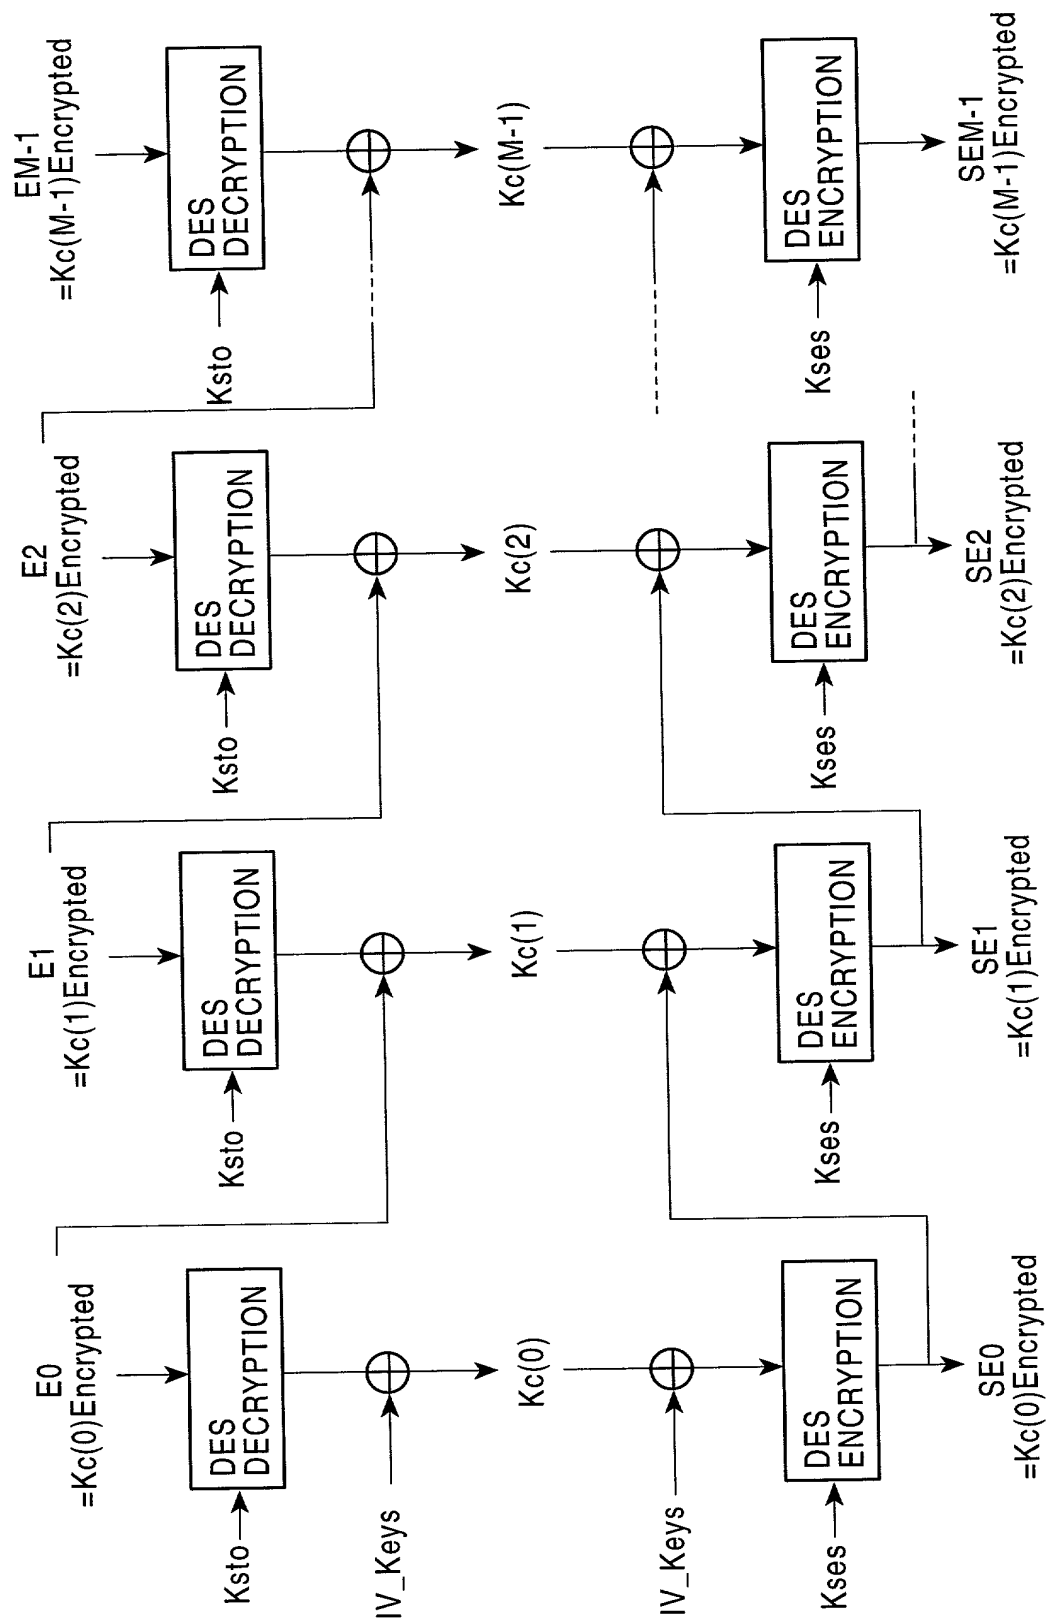 E0
=Kc(0)Encrypted
E1
=Kc(1)Encrypted
E2
=Kc(2)Encrypted
EM-1
=Kc(M-1)Encrypted
Ksto
DES
DECRYPTION
Ksto
DES
DECRYPTION
Ksto
DES
DECRYPTION
Ksto
DES
DECRYPTION
IV_Keys
Kc(0)
Kc(1)
Kc(2)
Kc(M-1)
IV_Keys
Kses
DES
ENCRYPTION
Kses
DES
ENCRYPTION
Kses
DES
ENCRYPTION
Kses
DES
ENCRYPTION
SE0
=Kc(0)Encrypted
SE1
=Kc(1)Encrypted
SE2
=Kc(2)Encrypted
SEM-1
=Kc(M-1)Encrypted